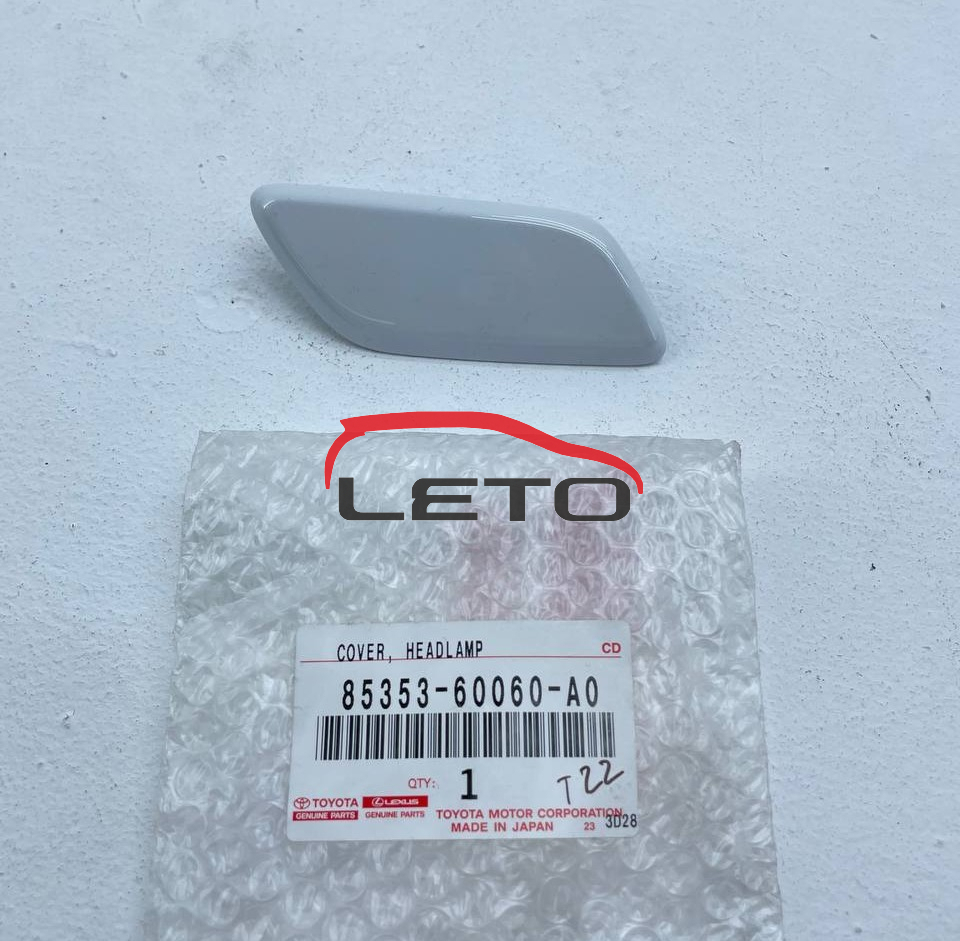 LETO
COVER, HEADLAMP
CD
85353-60060-A0
QTY: 1
T22
TOYOTA
GENUINE PARTS
LEXUS
GENUINE PARTS
TOYOTA MOTOR CORPORATION
MADE IN JAPAN
23
3D28